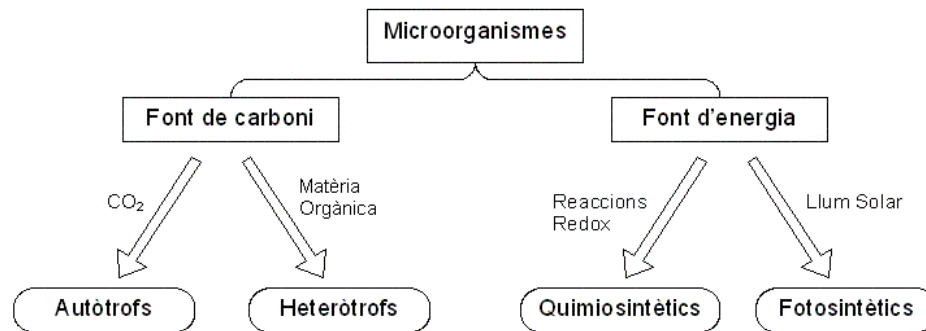 Microorganismes
Font de carboni
Font d'energia
CO₂
Matèria
Orgànica
Reaccions
Redox
Llum Solar
Autòtrofs
Heteròtrofs
Quimiosintètics
Fotosintètics